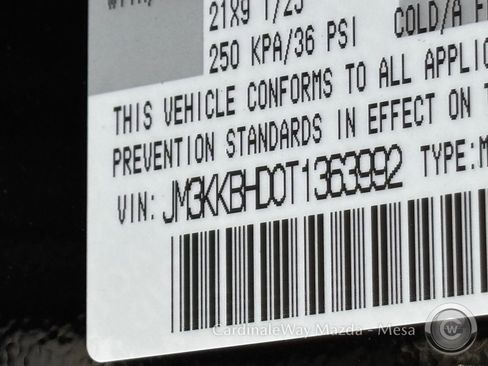 21X9 1/2J
250 KPA/36 PSI COLD/A
THIS VEHICLE CONFORMS TO ALL APPLIC
PREVENTION STANDARDS IN EFFECT ON
VIN: JM3KKBHD0T1363992 TYPE:M
CardinaleWay Mazda - Mesa